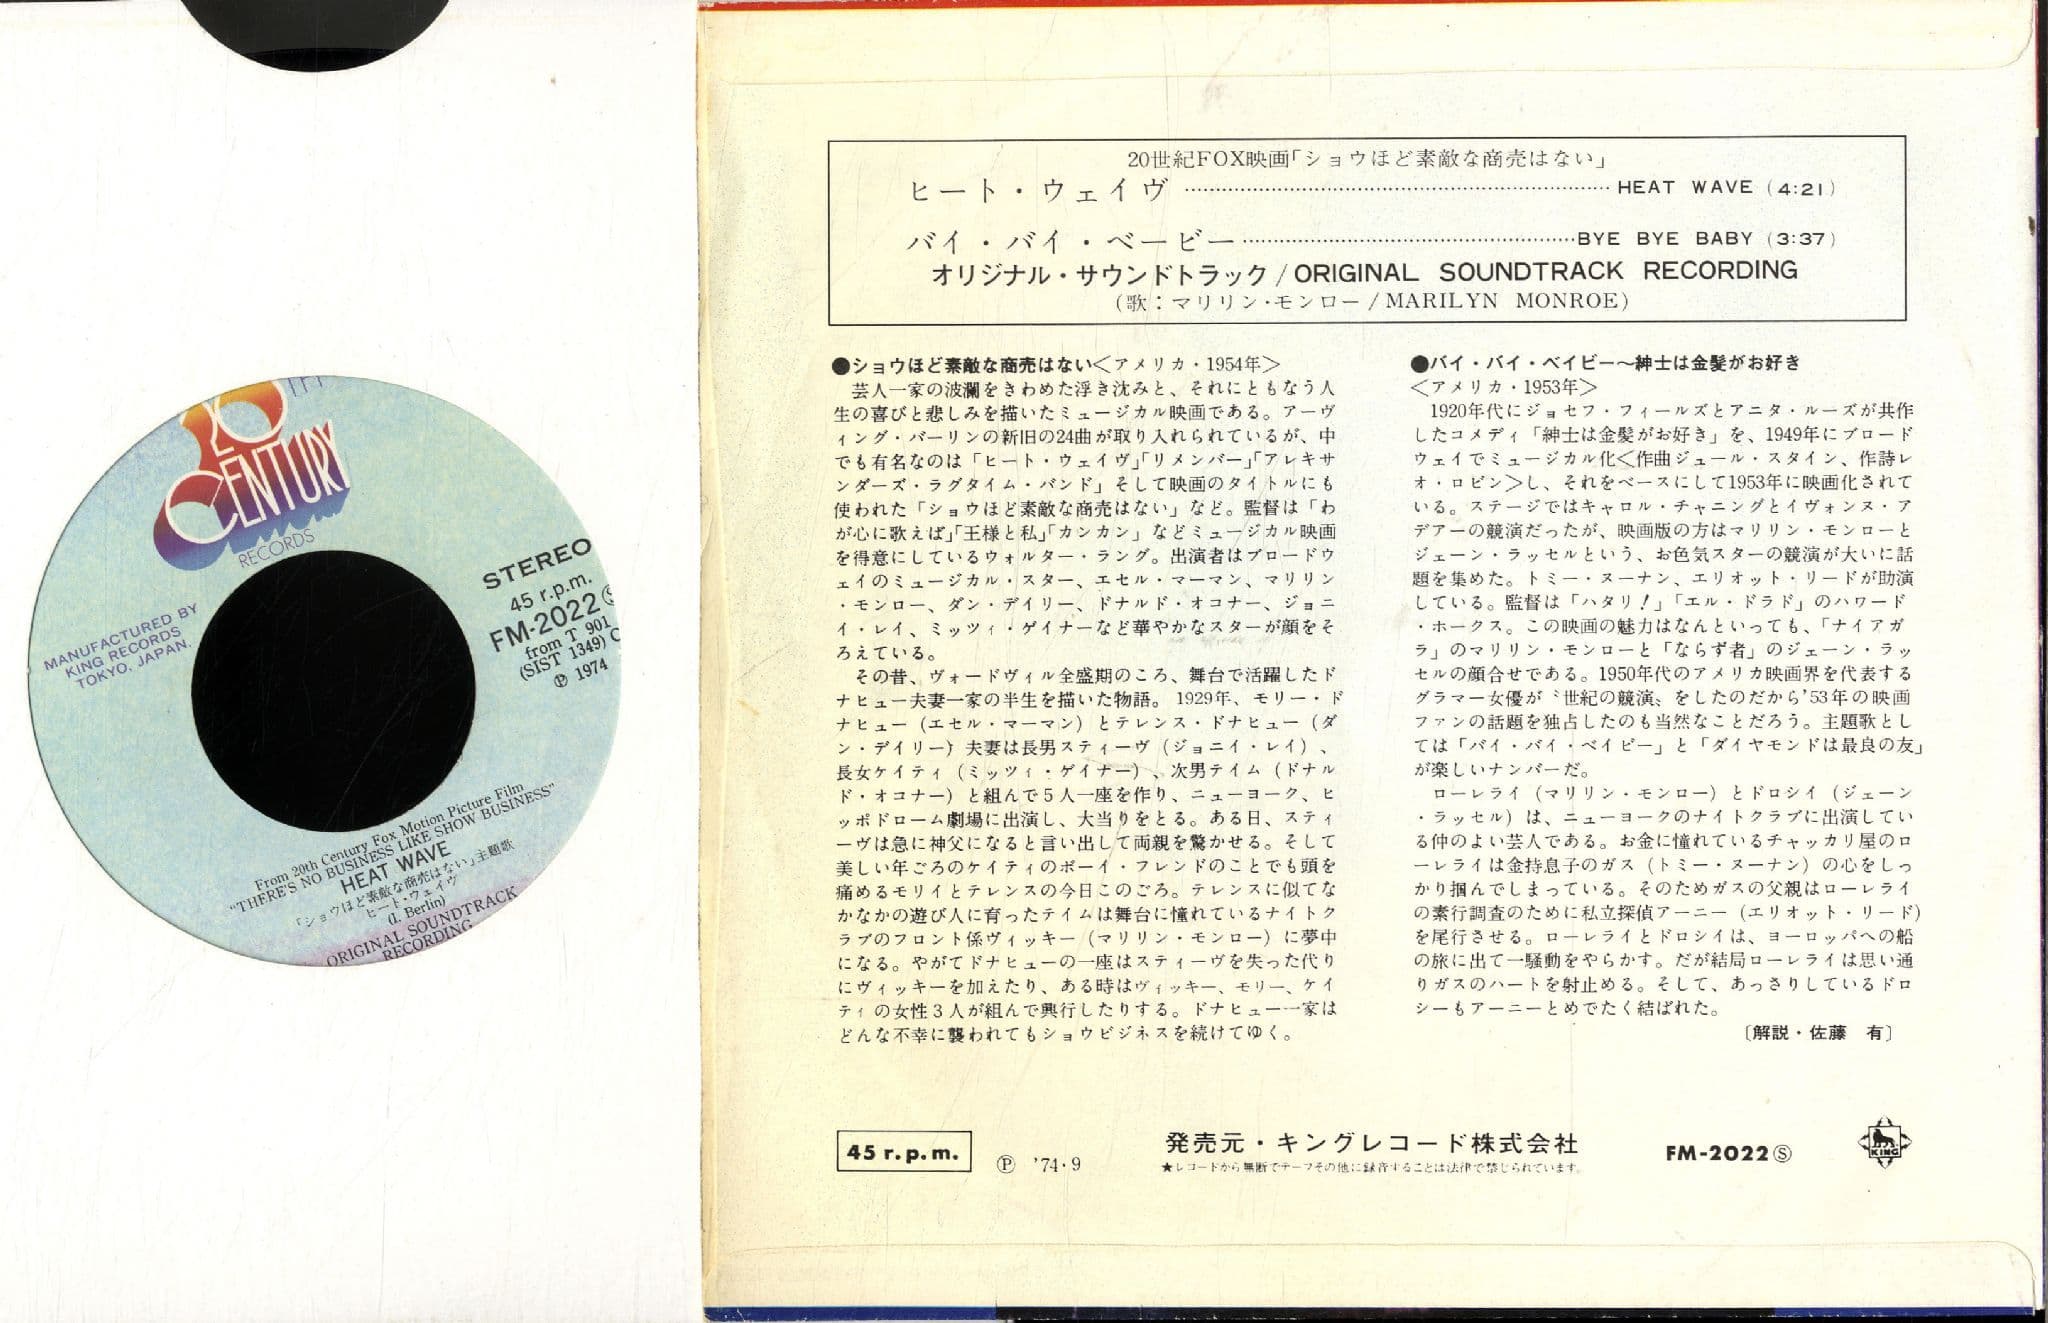 20TH
CENTURY
RECORDS
MANUFACTURED BY
KING RECORDS
TOKYO, JAPAN.
STEREO
45 r.p.m.
FM-2022Ⓢ
from T 901
(SIST 1349)
Ⓟ 1974
From 20th Century Fox Motion Picture Film
"THERE'S NO BUSINESS LIKE SHOW BUSINESS"
HEAT WAVE
「ショウほど素敵な商売はない」主題歌
ヒート・ウェイヴ
(I. Berlin)
ORIGINAL SOUNDTRACK
RECORDING
20世紀FOX映画「ショウほど素敵な商売はない」
ヒート・ウェイヴ……HEAT WAVE (4:21)
バイ・バイ・ベービー……BYE BYE BABY (3:37)
オリジナル・サウンドトラック/ORIGINAL SOUNDTRACK RECORDING
(歌:マリリン・モンロー/MARILYN MONROE)
●ショウほど素敵な商売はない<アメリカ・1954年>
芸人一家の波瀾をきわめた浮き沈みと、それにともなう人
生の喜びと悲しみを描いたミュージカル映画である。アーヴ
ィング・バーリンの新旧の24曲が取り入れられているが、中
でも有名なのは「ヒート・ウェイヴ」「リメンバー」「アレキサ
ンダーズ・ラグタイム・バンド」そして映画のタイトルにも
使われた「ショウほど素敵な商売はない」など。監督は「わ
が心に歌えば」「王様と私」「カンカン」などミュージカル映画
を得意にしているウォルター・ラング。出演者はブロードウ
ェイのミュージカル・スター、エセル・マーマン、マリリン
・モンロー、ダン・デイリー、ドナルド・オコナー、ジョニ
イ・レイ、ミッツィ・ゲイナーなど華やかなスターが顔をそ
ろえている。
その昔、ヴォードヴィル全盛期のころ、舞台で活躍したド
ナヒュー夫妻一家の半生を描いた物語。1929年、モリー・ド
ナヒュー(エセル・マーマン)とテレンス・ドナヒュー(ダ
ン・デイリー)夫妻は長男スティーヴ(ジョニイ・レイ)、
長女ケイティ(ミッツィ・ゲイナー)、次男テイム(ドナル
ド・オコナー)と組んで5人一座を作り、ニューヨーク、ヒ
ッポドローム劇場に出演し、大当りをとる。ある日、スティ
ーヴは急に神父になると言い出して両親を驚かせる。そして
美しい年ごろのケイティのボーイ・フレンドのことでも頭を
痛めるモリイとテレンスの今日このごろ。テレンスに似てな
かなかの遊び人に育ったテイムは舞台に憧れているナイトク
ラブのフロント係ヴィッキー(マリリン・モンロー)に夢中
になる。やがてドナヒューの一座はスティーヴを失った代り
にヴィッキーを加えたり、ある時はヴィッキー、モリー、ケイ
ティの女性3人が組んで興行したりする。ドナヒュー一家は
どんな不幸に襲われてもショウビジネスを続けてゆく。
●バイ・バイ・ベイビー～紳士は金髪がお好き
<アメリカ・1953年>
1920年代にジョセフ・フィールズとアニタ・ルーズが共作
したコメディ「紳士は金髪がお好き」を、1949年にブロード
ウェイでミュージカル化<作曲ジュール・スタイン、作詩レ
オ・ロビン>し、それをベースにして1953年に映画化されて
いる。ステージではキャロル・チャニングとイヴォンヌ・ア
デアーの競演だったが、映画版の方はマリリン・モンローと
ジェーン・ラッセルという、お色気スターの競演が大いに話
題を集めた。トミー・ヌーナン、エリオット・リードが助演
している。監督は「ハタリ!」「エル・ドラド」のハワード
・ホークス。この映画の魅力はなんといっても、「ナイアガ
ラ」のマリリン・モンローと「ならず者」のジェーン・ラッ
セルの顔合せである。1950年代のアメリカ映画界を代表する
グラマー女優が〝世紀の競演〟をしたのだから'53年の映画
ファンの話題を独占したのも当然なことだろう。主題歌とし
ては「バイ・バイ・ベイビー」と「ダイヤモンドは最良の友」
が楽しいナンバーだ。
ローレライ(マリリン・モンロー)とドロシイ(ジェーン
・ラッセル)は、ニューヨークのナイトクラブに出演してい
る仲のよい芸人である。お金に憧れているチャッカリ屋のロ
ーレライは金持息子のガス(トミー・ヌーナン)の心をしっ
かり掴んでしまっている。そのためガスの父親はローレライ
の素行調査のために私立探偵アーニー(エリオット・リード)
を尾行させる。ローレライとドロシイは、ヨーロッパへの船
の旅に出て一騒動をやらかす。だが結局ローレライは思い通
りガスのハートを射止める。そして、あっさりしているドロ
シーもアーニーとめでたく結ばれた。
〔解説・佐藤 有〕
45 r.p.m.
Ⓟ '74・9
発売元・キングレコード株式会社
★レコードから無断でテープその他に録音することは法律で禁じられています。
FM-2022Ⓢ
KING